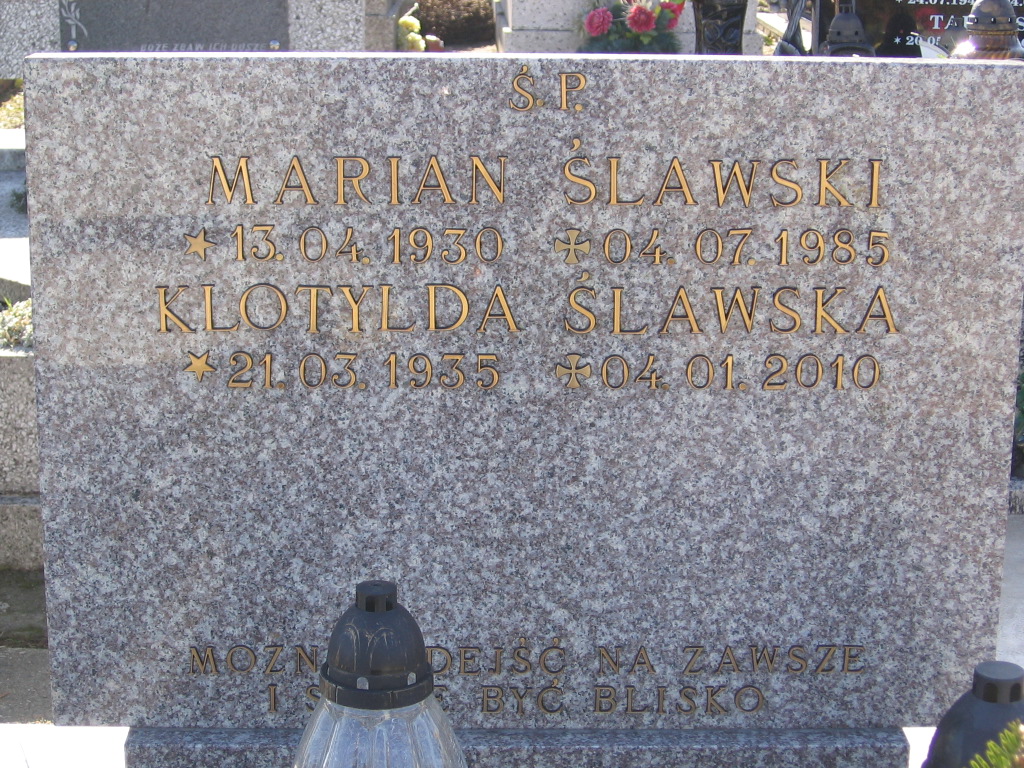 Ś.P.
MARIAN ŚLAWSKI
13.04.1930 04.07.1985
KLOTYLDA ŚLAWSKA
21.03.1935 04.01.2010
NA ZAWSZE
I BYĆ BLISKO